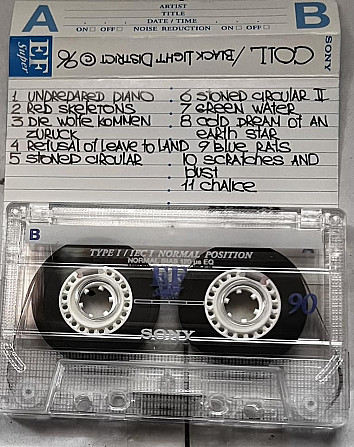 A
B
ARTIST
TITLE
DATE / TIME
ON □ OFF □ NOISE REDUCTION ON □ OFF □
SONY
COIL / BLACK LIGHT DISTRICT © 96
EF
Super
1 UNPREPARED PIANO
2 RED SKELETONS
3 DIE WOLFE KOMMEN
ZURUCK
4 REFUSAL OF LEAVE TO LAND
5 STONED CIRCULAR
6 STONED CIRCULAR II
7 GREEN WATER
8 COLD DREAM OF AN
EARTH STAR
9 BLUE RATS
10 SCRATCHES AND
DUST
11 CHALICE
B
TYPE I / IEC I NORMAL POSITION
NORMAL BIAS 120 µs EQ
EF
90
SONY